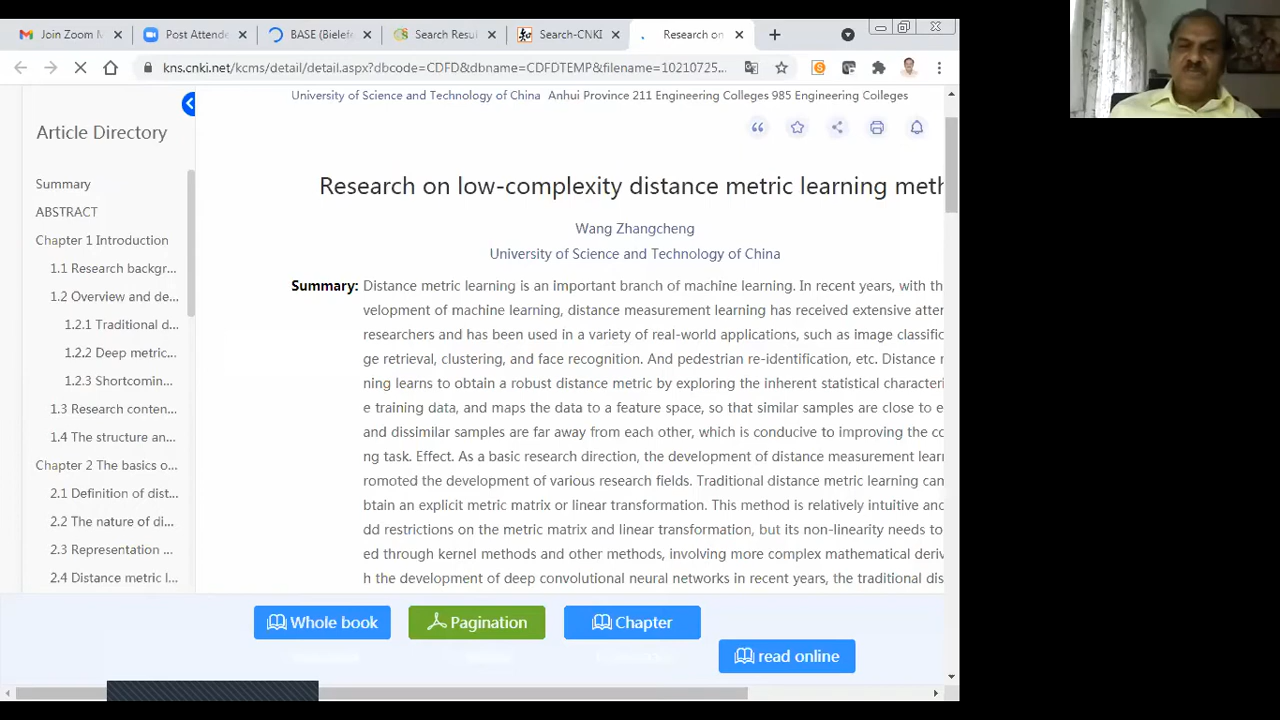 Join Zoom M
Post Attende
BASE (Bielefe
Search Resul
Search-CNKI
Research on
kns.cnki.net/kcms/detail/detail.aspx?dbcode=CDFD&dbname=CDFDTEMP&filename=10210725...
University of Science and Technology of China Anhui Province 211 Engineering Colleges 985 Engineering Colleges
Article Directory
Summary
ABSTRACT
Chapter 1 Introduction
1.1 Research backgr...
1.2 Overview and de...
1.2.1 Traditional d...
1.2.2 Deep metric...
1.2.3 Shortcomin...
1.3 Research conten...
1.4 The structure an...
Chapter 2 The basics o...
2.1 Definition of dist...
2.2 The nature of di...
2.3 Representation ...
2.4 Distance metric l...
Research on low-complexity distance metric learning meth
Wang Zhangcheng
University of Science and Technology of China
Summary: Distance metric learning is an important branch of machine learning. In recent years, with th
velopment of machine learning, distance measurement learning has received extensive atter
researchers and has been used in a variety of real-world applications, such as image classific
ge retrieval, clustering, and face recognition. And pedestrian re-identification, etc. Distance r
ning learns to obtain a robust distance metric by exploring the inherent statistical characteri
e training data, and maps the data to a feature space, so that similar samples are close to e
and dissimilar samples are far away from each other, which is conducive to improving the co
ng task. Effect. As a basic research direction, the development of distance measurement learr
romoted the development of various research fields. Traditional distance metric learning can
btain an explicit metric matrix or linear transformation. This method is relatively intuitive and
dd restrictions on the metric matrix and linear transformation, but its non-linearity needs to
ed through kernel methods and other methods, involving more complex mathematical deriv
h the development of deep convolutional neural networks in recent years, the traditional dis
Whole book
Pagination
Chapter
read online